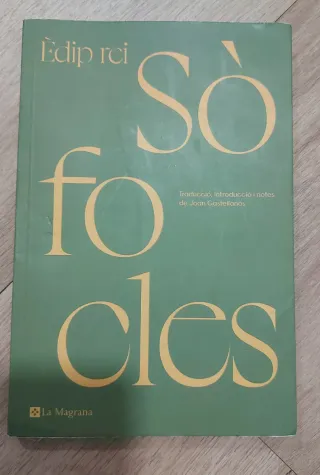 Èdip rei
Sò
fo
cles
Traducció, introducció i notes
de Joan Castellanos
La Magrana